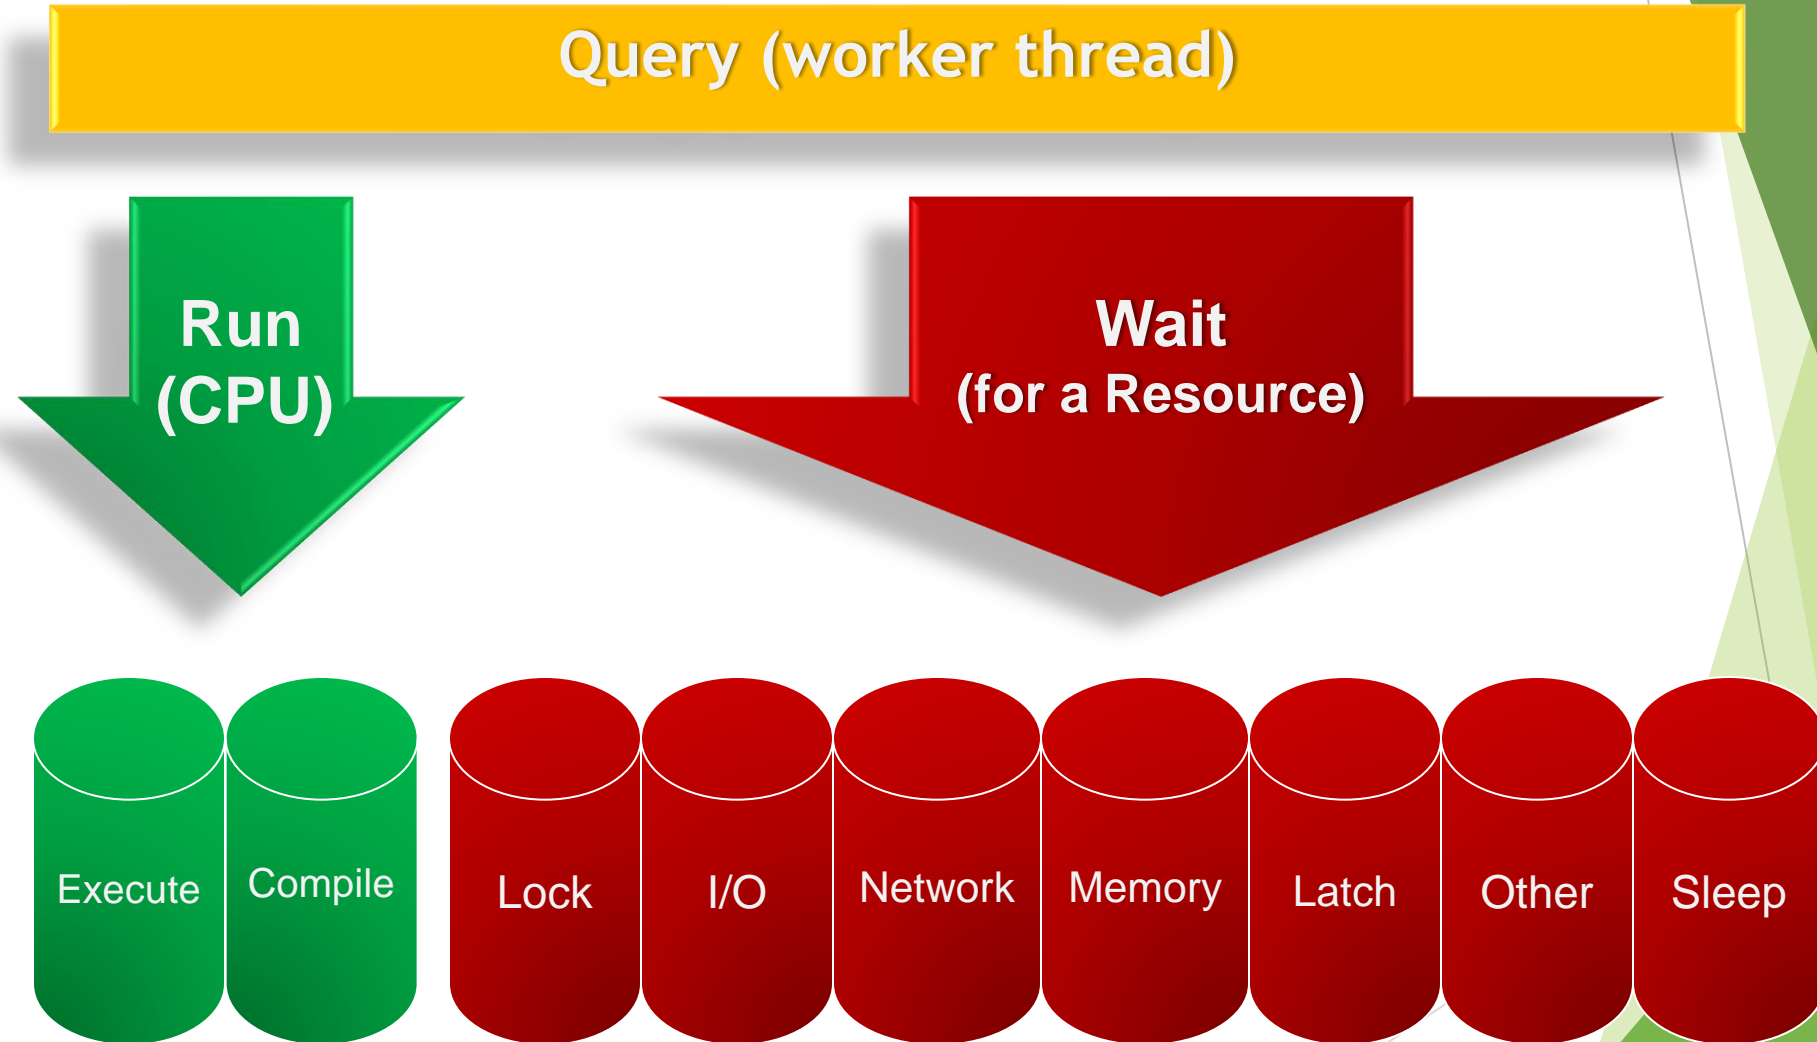 Query (worker thread)
Run
(CPU)
Wait
(for a Resource)
Execute
Compile
Lock
I/O
Network
Memory
Latch
Other
Sleep